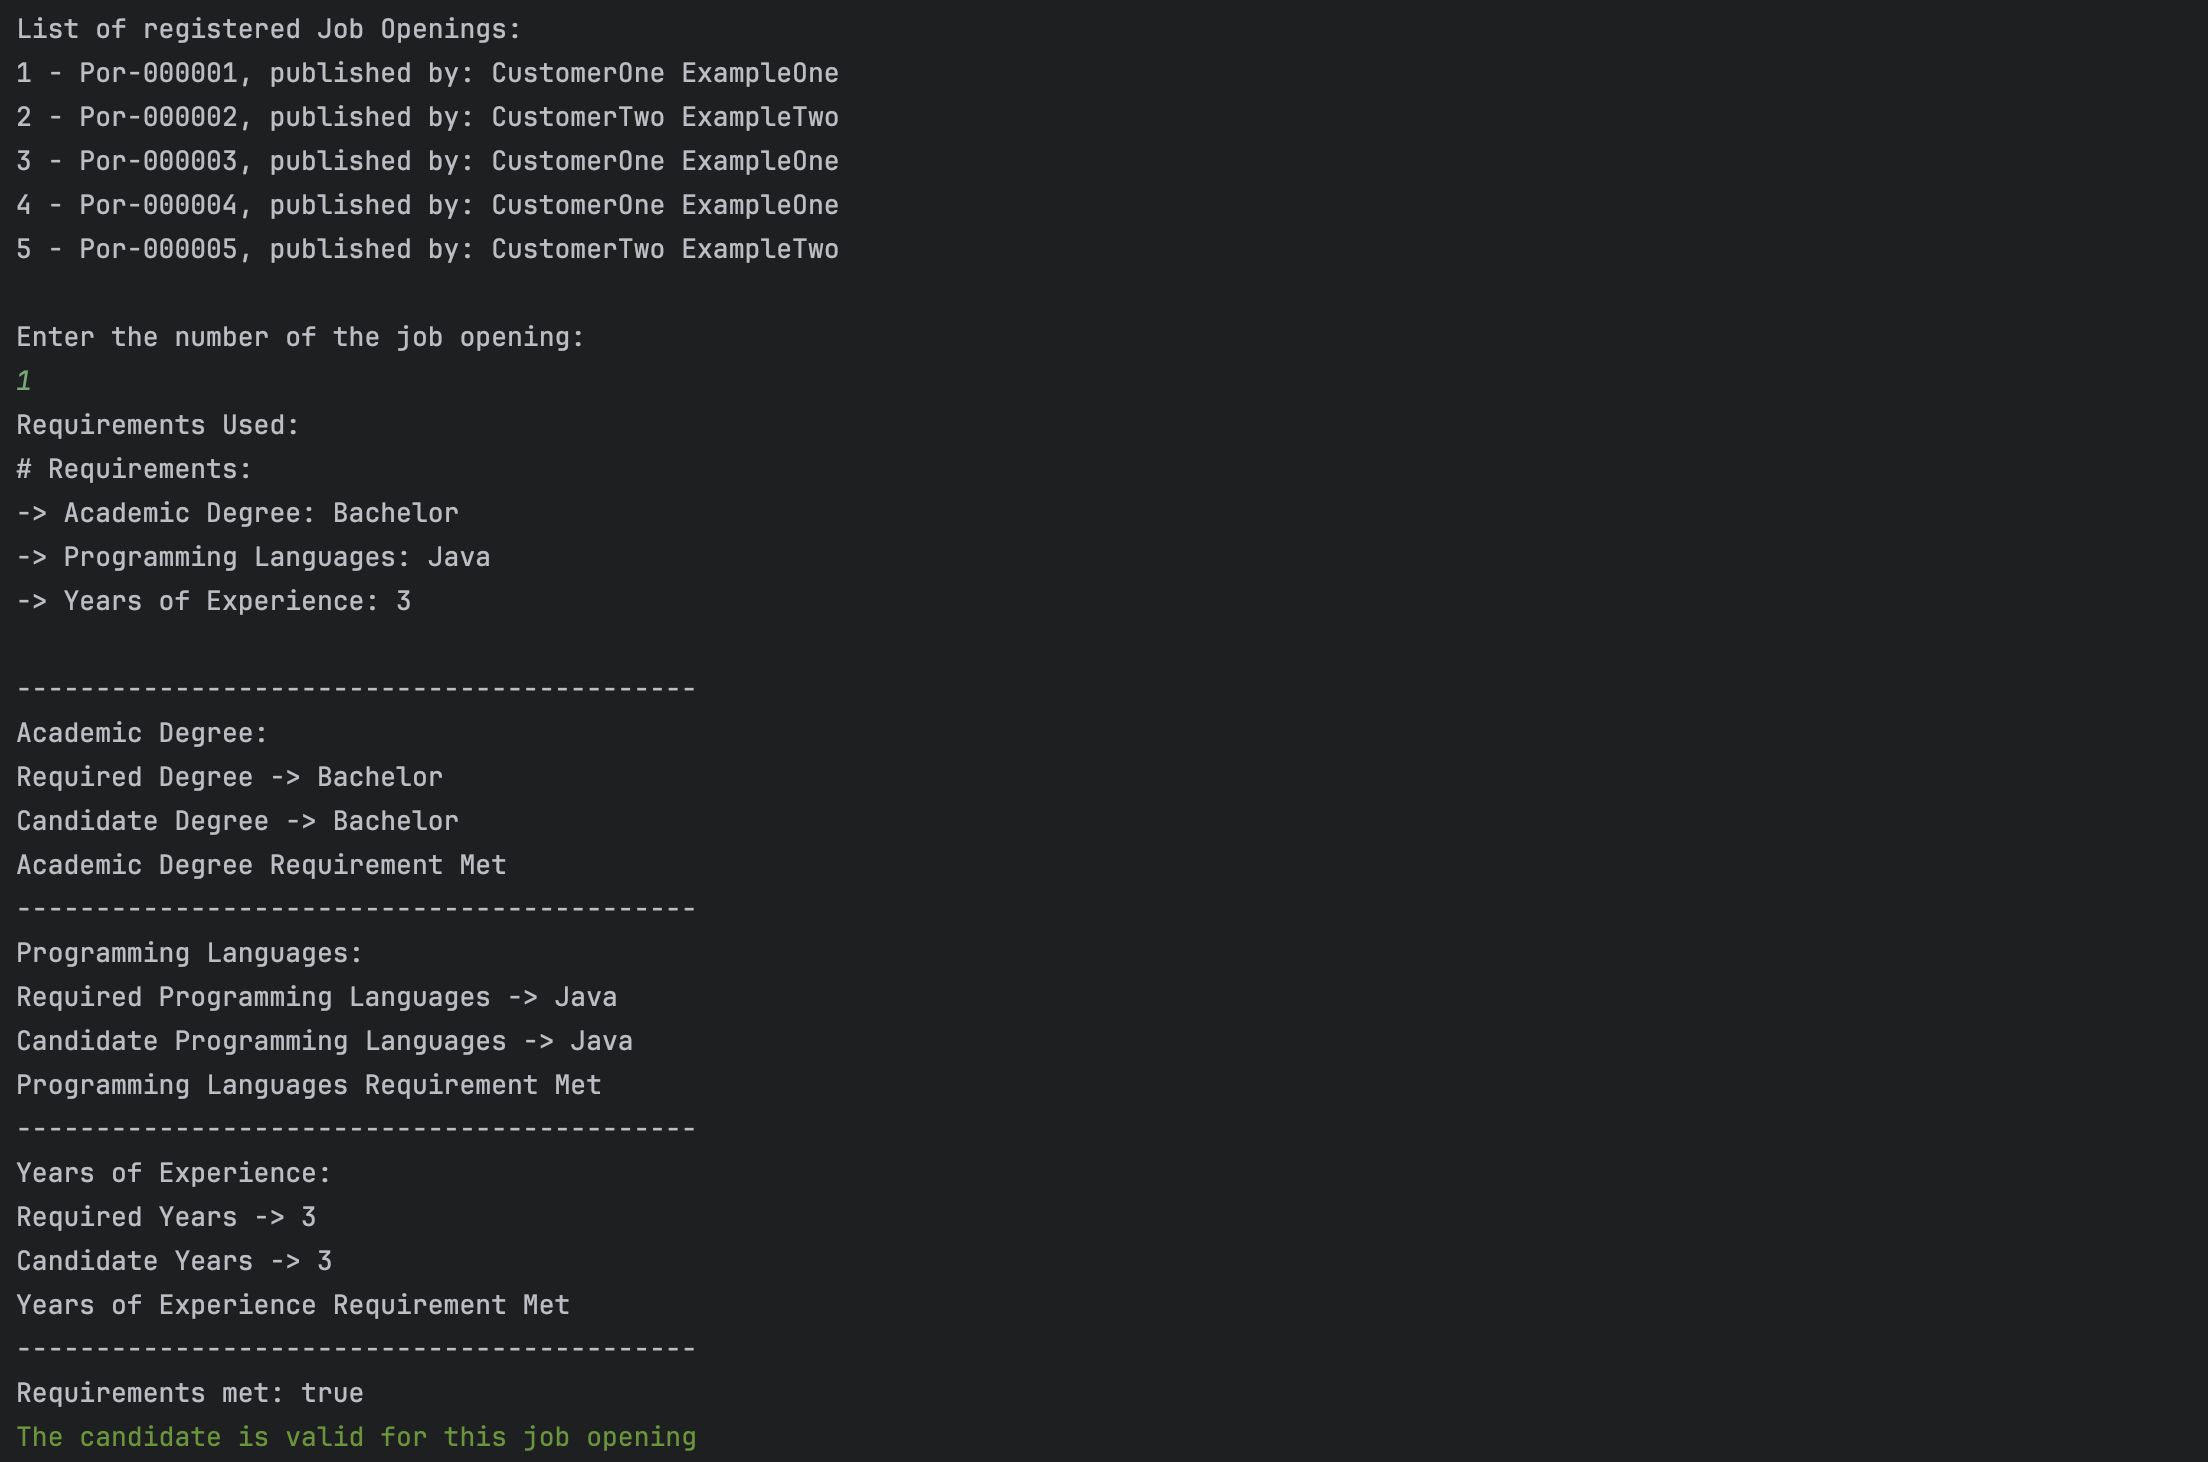 List of registered Job Openings:
1 - Por-000001, published by: CustomerOne ExampleOne
2 - Por-000002, published by: CustomerTwo ExampleTwo
3 - Por-000003, published by: CustomerOne ExampleOne
4 - Por-000004, published by: CustomerOne ExampleOne
5 - Por-000005, published by: CustomerTwo ExampleTwo
Enter the number of the job opening:
1
Requirements Used:
# Requirements:
-> Academic Degree: Bachelor
-> Programming Languages: Java
-> Years of Experience: 3
-------------------------------------------
Academic Degree:
Required Degree -> Bachelor
Candidate Degree -> Bachelor
Academic Degree Requirement Met
-------------------------------------------
Programming Languages:
Required Programming Languages -> Java
Candidate Programming Languages -> Java
Programming Languages Requirement Met
-------------------------------------------
Years of Experience:
Required Years -> 3
Candidate Years -> 3
Years of Experience Requirement Met
-------------------------------------------
Requirements met: true
The candidate is valid for this job opening